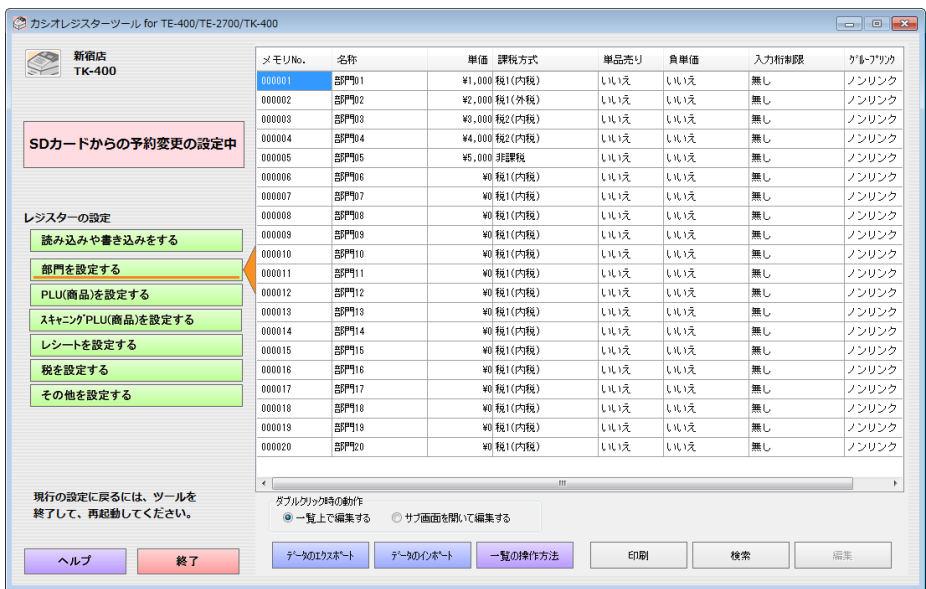 カシオレジスターツール for TE-400/TE-2700/TK-400
新宿店
TK-400
SDカードからの予約変更の設定中
レジスターの設定
読み込みや書き込みをする
部門を設定する
PLU(商品)を設定する
ｽｷｬﾆﾝｸﾞPLU(商品)を設定する
レシートを設定する
税を設定する
その他を設定する
現行の設定に戻るには、ツールを
終了して、再起動してください。
ヘルプ 終了
メモリNo. 名称 単価 課税方式 単品売り 負単価 入力桁制限 ｸﾞﾙｰﾌﾟﾘﾝｸ
000001 部門01 ¥1,000 税1(内税) いいえ いいえ 無し ノンリンク
000002 部門02 ¥2,000 税1(外税) いいえ いいえ 無し ノンリンク
000003 部門03 ¥3,000 税2(内税) いいえ いいえ 無し ノンリンク
000004 部門04 ¥4,000 税2(内税) いいえ いいえ 無し ノンリンク
000005 部門05 ¥5,000 非課税 いいえ いいえ 無し ノンリンク
000006 部門06 ¥0 税1(内税) いいえ いいえ 無し ノンリンク
000007 部門07 ¥0 税1(内税) いいえ いいえ 無し ノンリンク
000008 部門08 ¥0 税1(内税) いいえ いいえ 無し ノンリンク
000009 部門09 ¥0 税1(内税) いいえ いいえ 無し ノンリンク
000010 部門10 ¥0 税1(内税) いいえ いいえ 無し ノンリンク
000011 部門11 ¥0 税1(内税) いいえ いいえ 無し ノンリンク
000012 部門12 ¥0 税1(内税) いいえ いいえ 無し ノンリンク
000013 部門13 ¥0 税1(内税) いいえ いいえ 無し ノンリンク
000014 部門14 ¥0 税1(内税) いいえ いいえ 無し ノンリンク
000015 部門15 ¥0 税1(内税) いいえ いいえ 無し ノンリンク
000016 部門16 ¥0 税1(内税) いいえ いいえ 無し ノンリンク
000017 部門17 ¥0 税1(内税) いいえ いいえ 無し ノンリンク
000018 部門18 ¥0 税1(内税) いいえ いいえ 無し ノンリンク
000019 部門19 ¥0 税1(内税) いいえ いいえ 無し ノンリンク
000020 部門20 ¥0 税1(内税) いいえ いいえ 無し ノンリンク
ダブルクリック時の動作
一覧上で編集する サブ画面を開いて編集する
ﾃﾞｰﾀのｴｸｽﾎﾟｰﾄ ﾃﾞｰﾀのｲﾝﾎﾟｰﾄ 一覧の操作方法 印刷 検索 編集